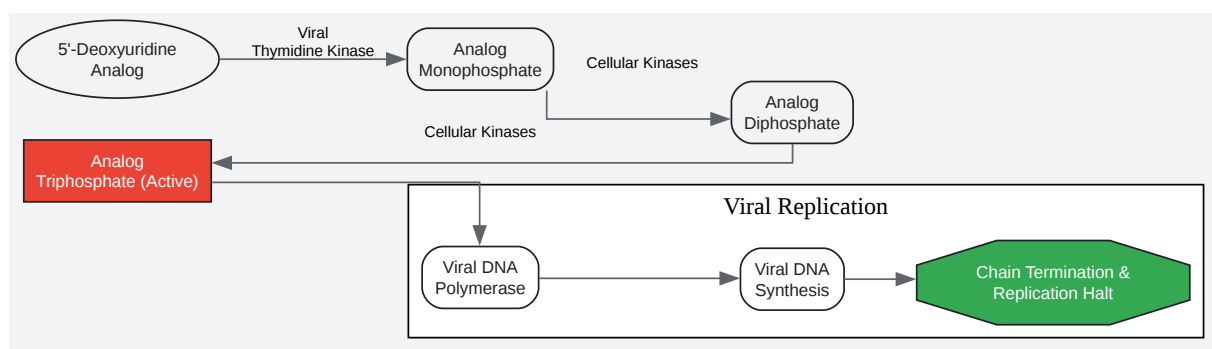 5'-Deoxyuridine
Analog
Viral
Thymidine Kinase
Analog
Monophosphate
Cellular Kinases
Analog
Diphosphate
Cellular Kinases
Analog
Triphosphate (Active)
Viral Replication
Viral DNA
Polymerase
Viral DNA
Synthesis
Chain Termination &
Replication Halt